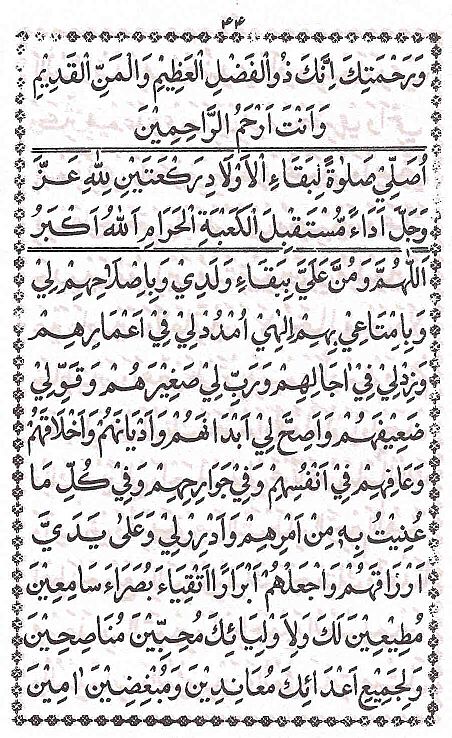 ٤٤
وَرَحْمَتِكَ اِنَّكَ ذُوالْفَضْلِ الْعَظِيْمِ وَالْمَنِّ الْقَدِيْمِ
وَاَنْتَ اَرْحَمُ الرَّاحِمِيْنَ
اُصَلِّيْ صَلٰوةً لِبَقَاءِ الْاَوْلَادِ رَكْعَتَيْنِ لِلّٰهِ عَزَّ
وَجَلَّ اَدَاءً مُّسْتَقْبِلَ الْكَعْبَةِ الْحَرَامِ اَللهُ اَكْبَرُ
اَللّٰهُمَّ وَمُنَّ عَلَيَّ بِبَقَاءِ وَلَدِيْ وَبِاِصْلَاحِهِمْ لِيْ
وَبِاِمْتَاعِيْ بِهِمْ اِلٰهِيْ اُمْدُدْ لِيْ فِيْ اَعْمَارِهِمْ
وَزِدْلِيْ فِيْ اٰجَالِهِمْ وَرَبِّ لِيْ صَغِيْرَهُمْ وَقَوِّلِيْ
ضَعِيْفَهُمْ وَاَصِحَّ لِيْ اَبْدَانَهُمْ وَاَدْيَانَهُمْ وَاَخْلَاقَهُمْ
وَعَافِهِمْ فِيْ اَنْفُسِهِمْ وَفِيْ جَوَارِحِهِمْ وَفِيْ كُلِّ مَا
عُنِيْتُ بِهٖ مِنْ اَمْرِهِمْ وَاَدْرِرْلِيْ وَعَلٰى يَدَيَّ
اَرْزَاقَهُمْ وَاجْعَلْهُمْ اَبْرَارًا اَتْقِيَاءَ بُصَرَاءَ سَامِعِيْنَ
مُطِيْعِيْنَ لَكَ وَلِاَوْلِيَائِكَ مُحِبِّيْنَ مُنَاصِحِيْنَ
وَلِجَمِيْعِ اَعْدَائِكَ مُعَانِدِيْنَ وَمُبْغِضِيْنَ اٰمِيْنَ